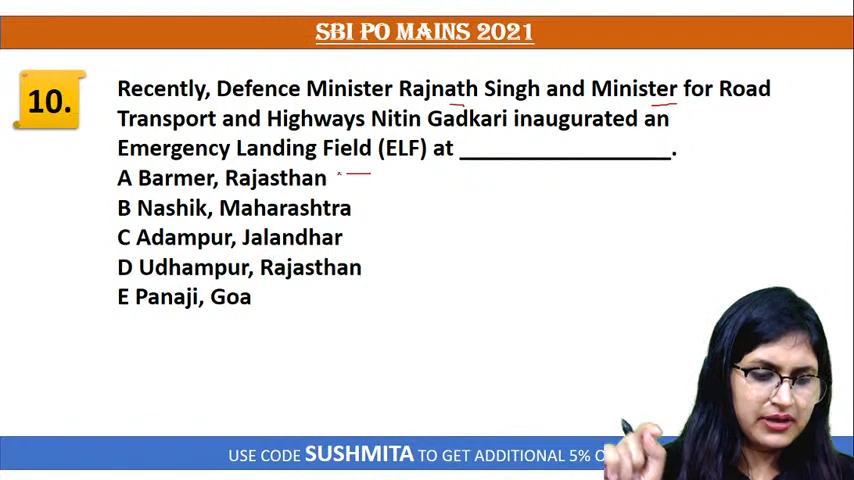 SBI PO MAINS 2021
10.
Recently, Defence Minister Rajnath Singh and Minister for Road
Transport and Highways Nitin Gadkari inaugurated an
Emergency Landing Field (ELF) at _________________.
A Barmer, Rajasthan
B Nashik, Maharashtra
C Adampur, Jalandhar
D Udhampur, Rajasthan
E Panaji, Goa
USE CODE SUSHMITA TO GET ADDITIONAL 5%